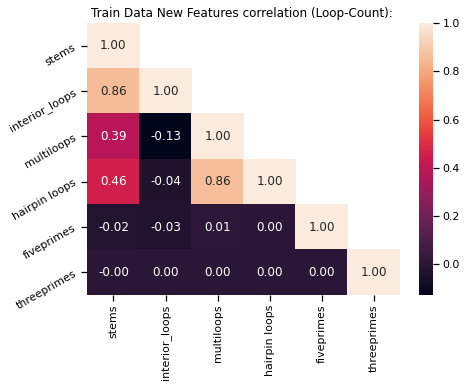 Train Data New Features correlation (Loop-Count):
stems 1.00
interior_loops 0.86 1.00
multiloops 0.39 -0.13 1.00
hairpin loops 0.46 -0.04 0.86 1.00
fiveprimes -0.02 -0.03 0.01 0.00 1.00
threeprimes -0.00 0.00 0.00 0.00 0.00 1.00
stems interior_loops multiloops hairpin loops fiveprimes threeprimes
1.0
0.8
0.6
0.4
0.2
0.0